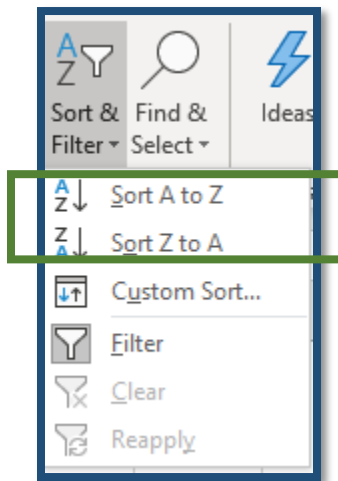 Sort & Find & Ideas
Filter Select
Sort A to Z
Sort Z to A
Custom Sort...
Filter
Clear
Reapply